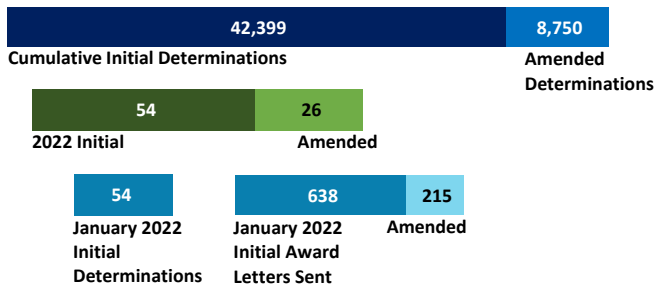 42,399 8,750
Cumulative Initial Determinations Amended
Determinations
54 26
2022 Initial Amended
54
January 2022
Initial
Determinations
638 215
January 2022 Amended
Initial Award
Letters Sent